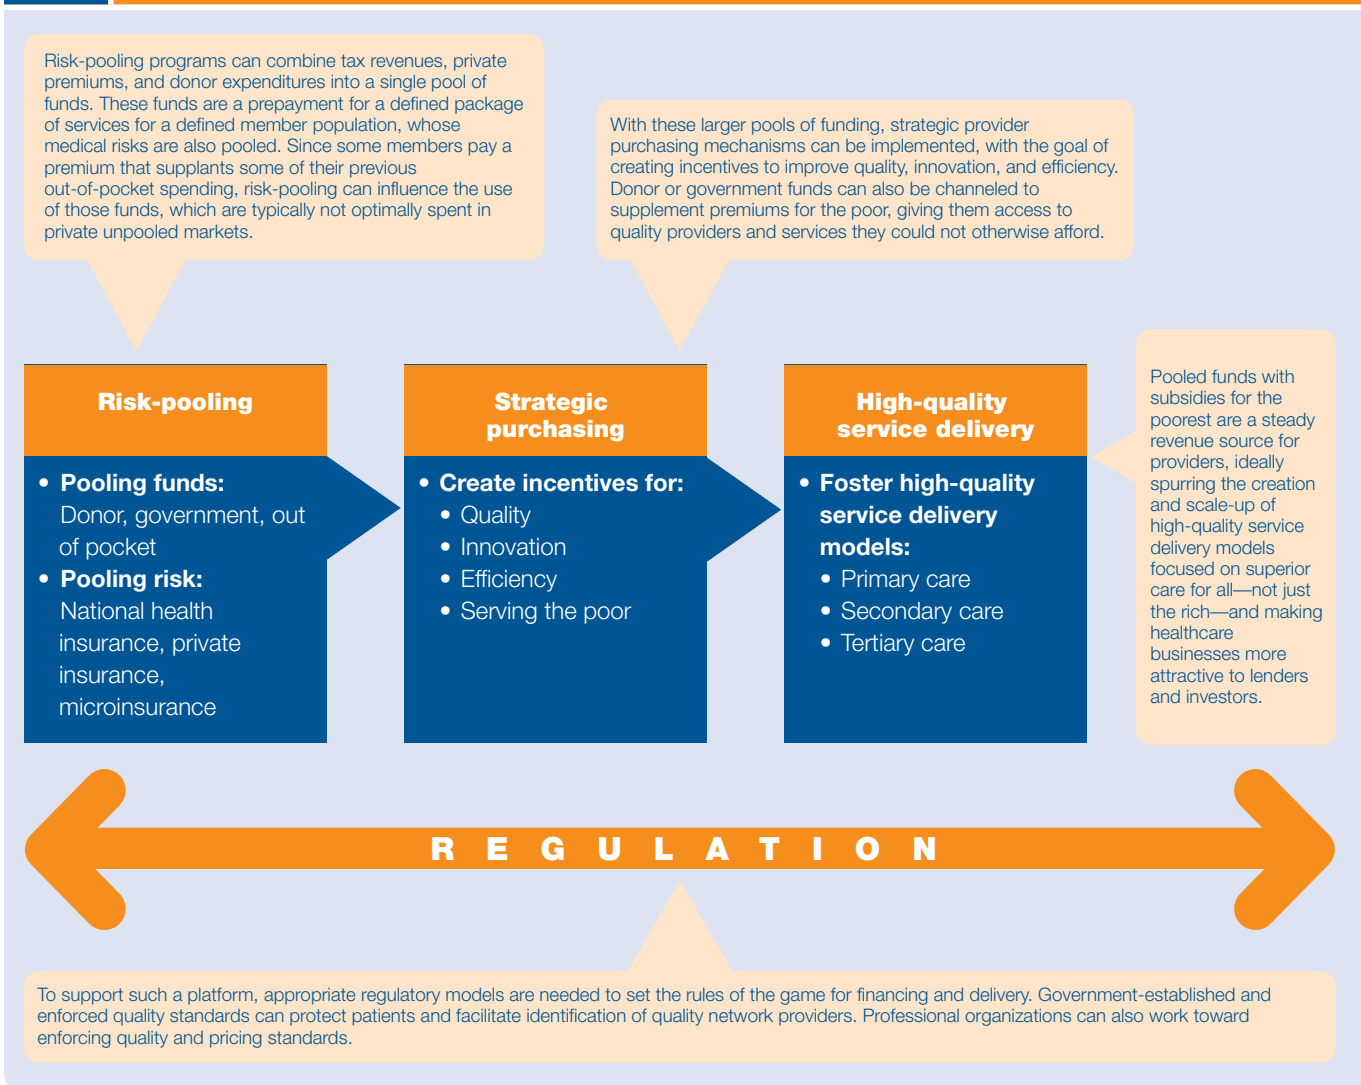 Risk-pooling programs can combine tax revenues, private
premiums, and donor expenditures into a single pool of
funds. These funds are a prepayment for a defined package
of services for a defined member population, whose
medical risks are also pooled. Since some members pay a
premium that supplants some of their previous
out-of-pocket spending, risk-pooling can influence the use
of those funds, which are typically not optimally spent in
private unpooled markets.
With these larger pools of funding, strategic provider
purchasing mechanisms can be implemented, with the goal of
creating incentives to improve quality, innovation, and efficiency.
Donor or government funds can also be channeled to
supplement premiums for the poor, giving them access to
quality providers and services they could not otherwise afford.
Risk-pooling
• Pooling funds:
Donor, government, out
of pocket
• Pooling risk:
National health
insurance, private
insurance,
microinsurance
Strategic
purchasing
• Create incentives for:
• Quality
• Innovation
• Efficiency
• Serving the poor
High-quality
service delivery
• Foster high-quality
service delivery
models:
• Primary care
• Secondary care
• Tertiary care
Pooled funds with
subsidies for the
poorest are a steady
revenue source for
providers, ideally
spurring the creation
and scale-up of
high-quality service
delivery models
focused on superior
care for all—not just
the rich—and making
healthcare
businesses more
attractive to lenders
and investors.
REGULATION
To support such a platform, appropriate regulatory models are needed to set the rules of the game for financing and delivery. Government-established and
enforced quality standards can protect patients and facilitate identification of quality network providers. Professional organizations can also work toward
enforcing quality and pricing standards.